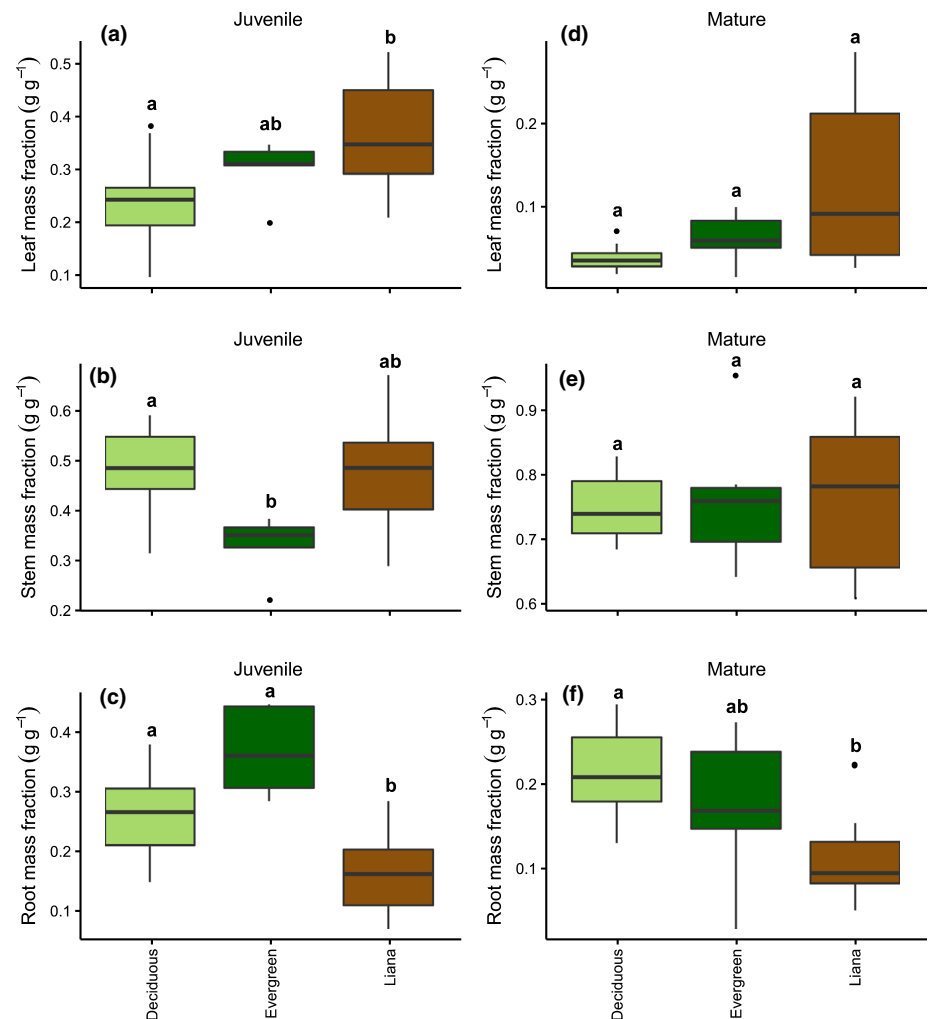 Juvenile
(a)
Leaf mass fraction (g g⁻¹)
0.5
0.4
0.3
0.2
0.1
a
ab
b
Mature
(d)
Leaf mass fraction (g g⁻¹)
0.2
0.1
a
a
a
Juvenile
(b)
Stem mass fraction (g g⁻¹)
0.6
0.5
0.4
0.3
0.2
a
b
ab
Mature
(e)
Stem mass fraction (g g⁻¹)
0.9
0.8
0.7
0.6
a
a
a
Juvenile
(c)
Root mass fraction (g g⁻¹)
0.4
0.3
0.2
0.1
a
a
b
Deciduous
Evergreen
Liana
Mature
(f)
Root mass fraction (g g⁻¹)
0.3
0.2
0.1
a
ab
b
Deciduous
Evergreen
Liana